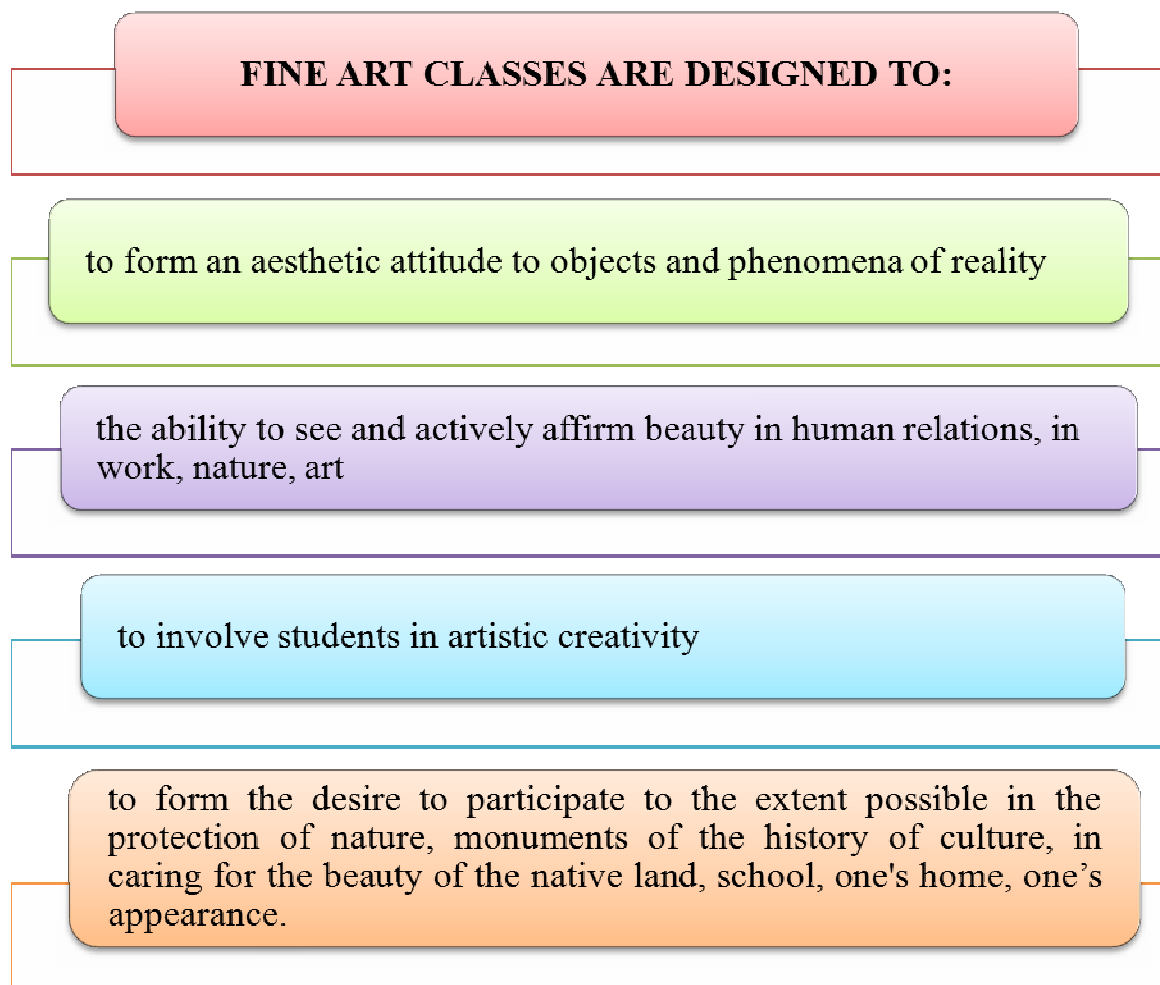 FINE ART CLASSES ARE DESIGNED TO:
to form an aesthetic attitude to objects and phenomena of reality
the ability to see and actively affirm beauty in human relations, in
work, nature, art
to involve students in artistic creativity
to form the desire to participate to the extent possible in the
protection of nature, monuments of the history of culture, in
caring for the beauty of the native land, school, one's home, one’s
appearance.